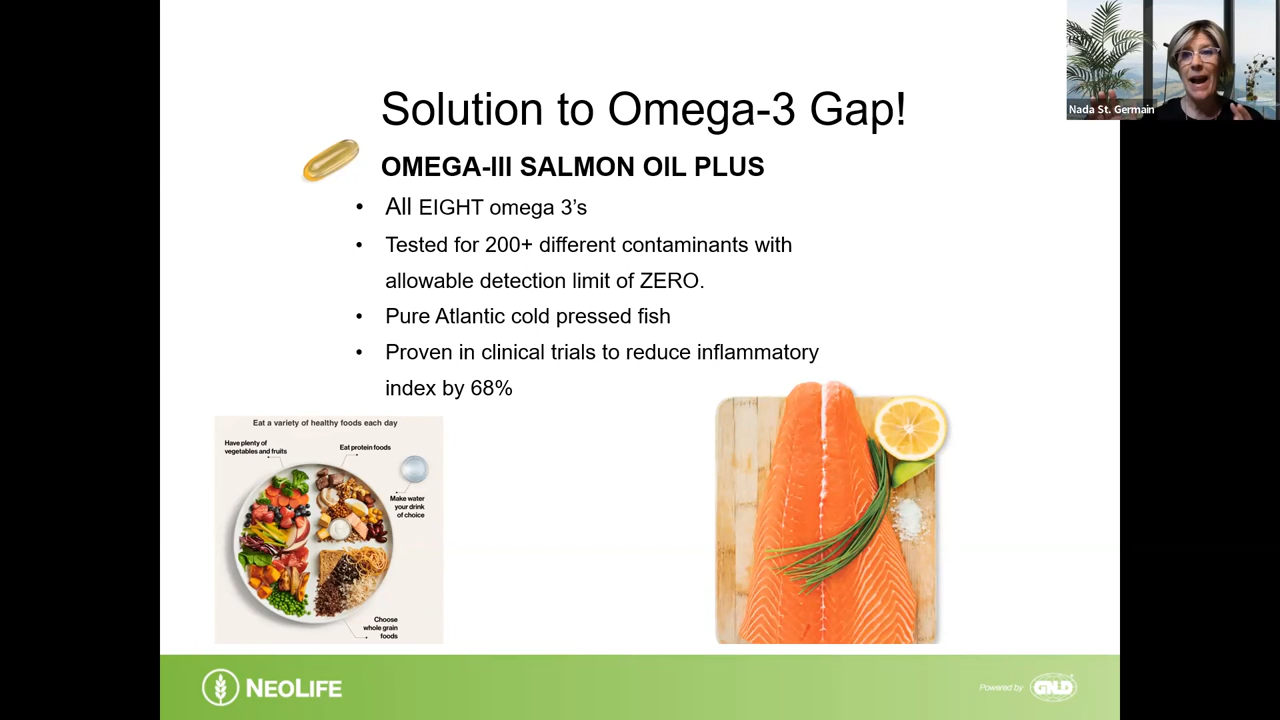 Nada St. Germain
Solution to Omega-3 Gap!
OMEGA-III SALMON OIL PLUS
• All EIGHT omega 3's
• Tested for 200+ different contaminants with
allowable detection limit of ZERO.
• Pure Atlantic cold pressed fish
• Proven in clinical trials to reduce inflammatory
index by 68%
Eat a variety of healthy foods each day
Have plenty of
vegetables and fruits
Eat protein foods
Make water
your drink
of choice
Choose
whole grain
foods
NEOLIFE
Powered by GNLD